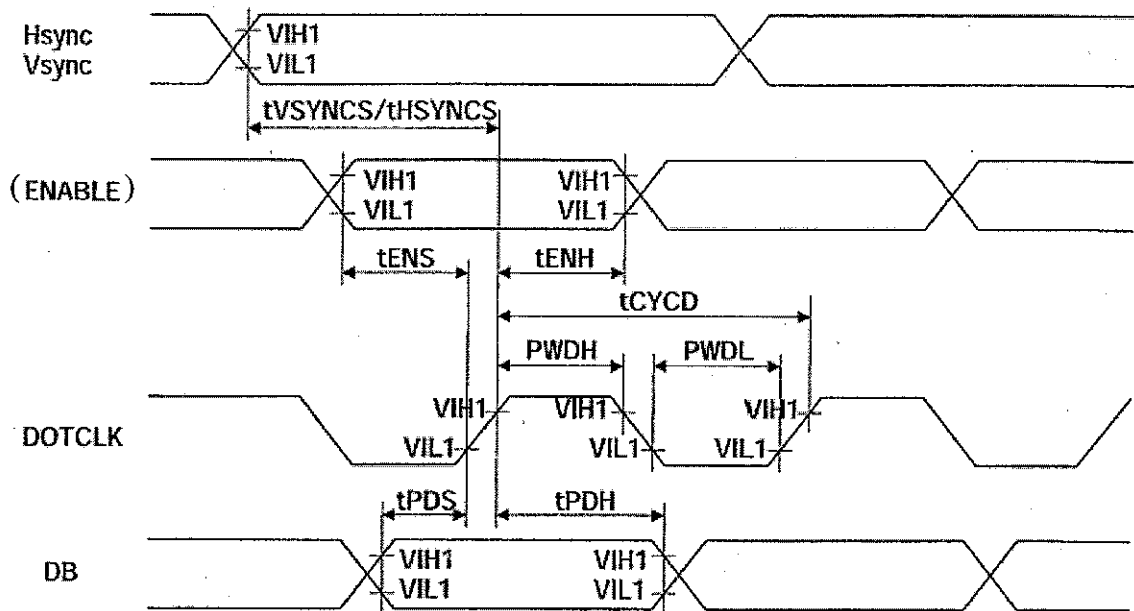 Hsync
Vsync
VIH1
VIL1
tVSYNCS/tHSYNCS
(ENABLE)
VIH1
VIL1
VIH1
VIL1
tENS
tENH
tCYCD
PWDH
PWDL
DOTCLK
VIH1
VIL1
VIH1
VIL1
VIH1
VIL1
tPDS
tPDH
DB
VIH1
VIL1
VIH1
VIL1